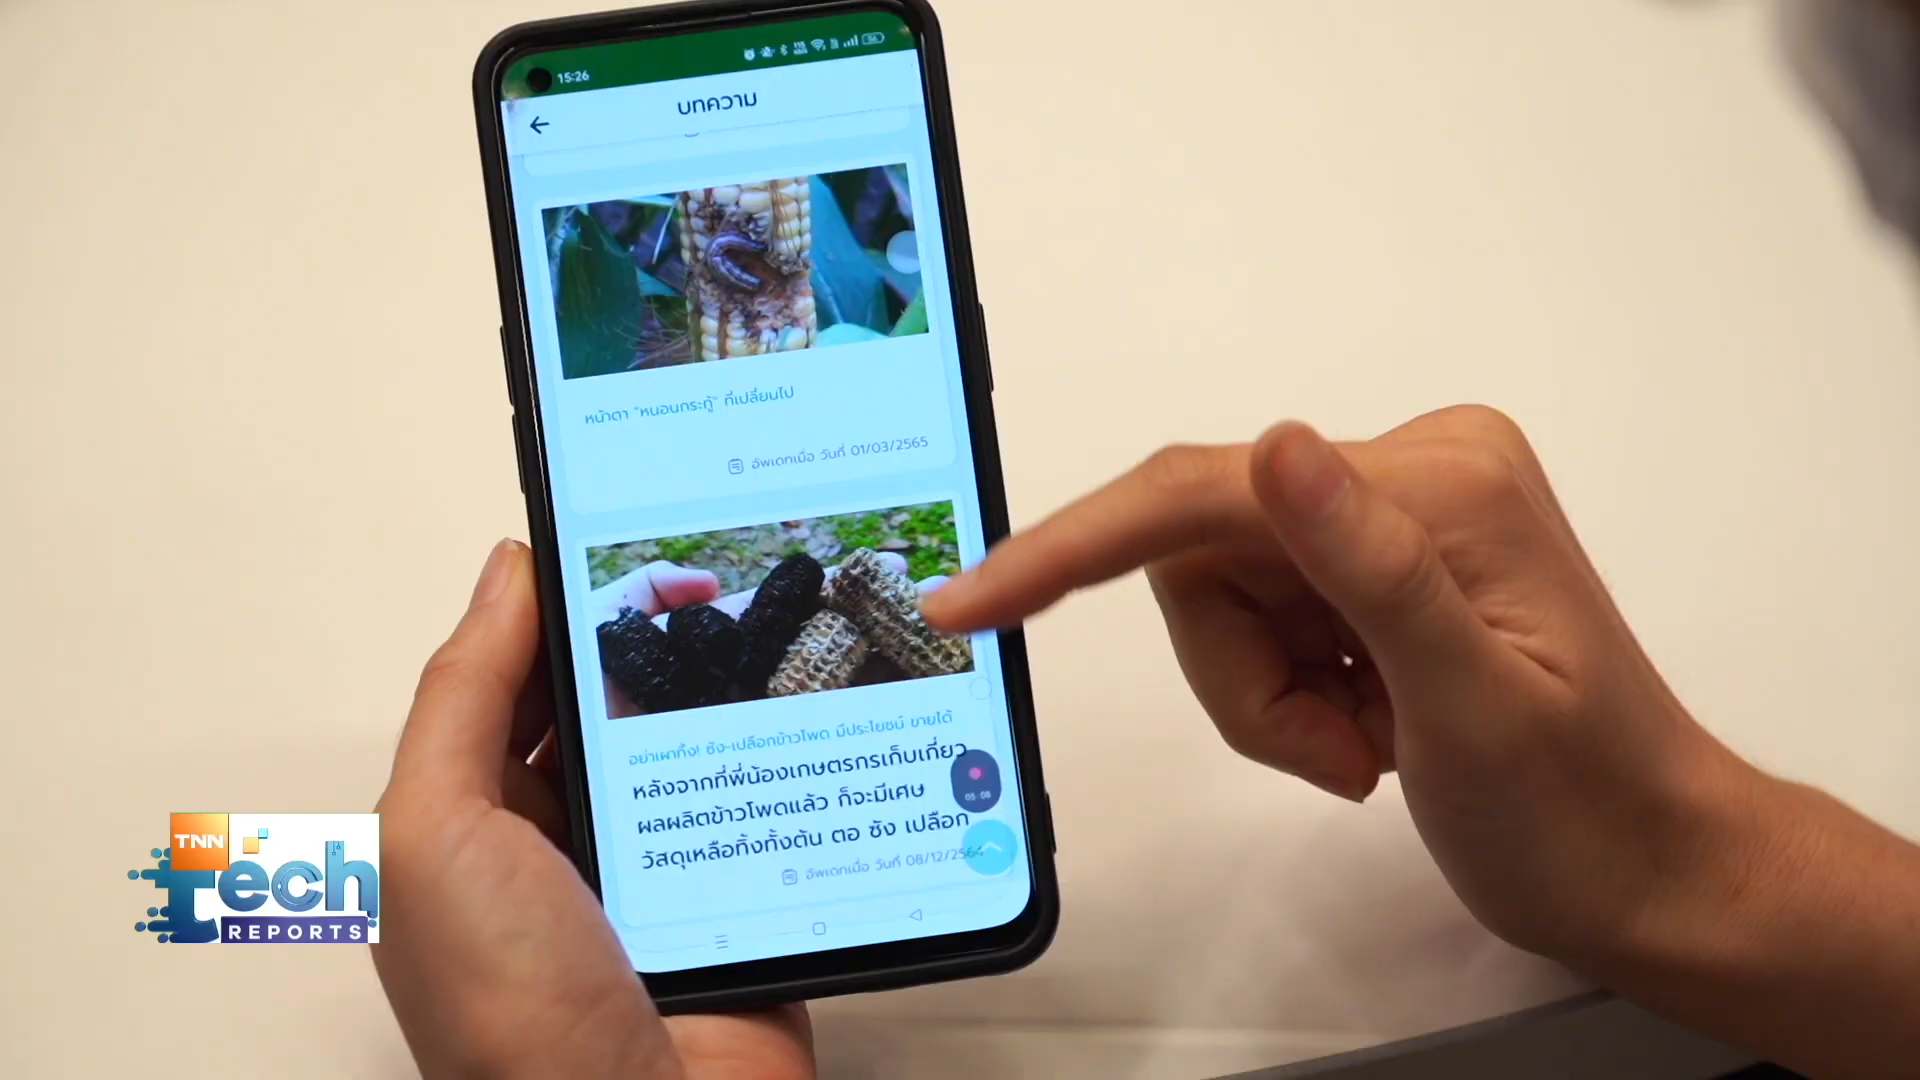 15:26
56
บทความ
หน้าตา "หนอนกระทู้" ที่เปลี่ยนไป
อัพเดทเมื่อ วันที่ 01/03/2565
อย่าเผาทิ้ง! ซัง-เปลือกข้าวโพด มีประโยชน์ ขายได้
หลังจากที่พี่น้องเกษตรกรเก็บเกี่ยว
ผลผลิตข้าวโพดแล้ว ก็จะมีเศษ
05:08
วัสดุเหลือทิ้งทั้งต้น ตอ ซัง เปลือก
อัพเดทเมื่อ วันที่ 08/12/2564
TNN
tech
REPORTS